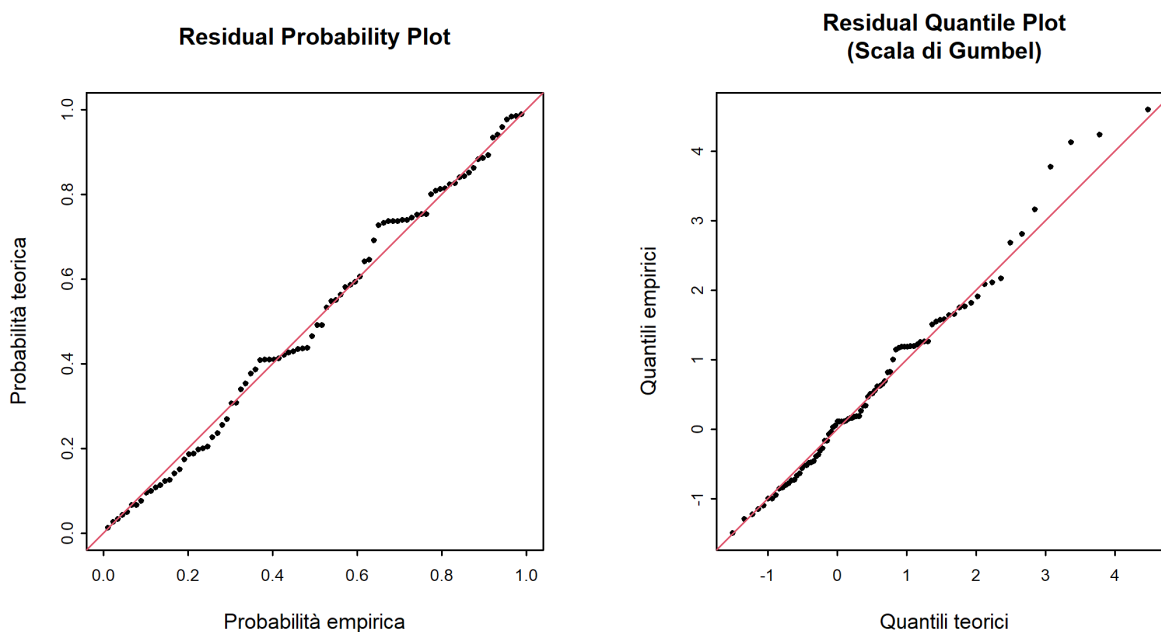 Residual Probability Plot
Probabilità teorica
0.0 0.2 0.4 0.6 0.8 1.0
0.0 0.2 0.4 0.6 0.8 1.0
Probabilità empirica
Residual Quantile Plot
(Scala di Gumbel)
Quantili empirici
-1 0 1 2 3 4
-1 0 1 2 3 4
Quantili teorici